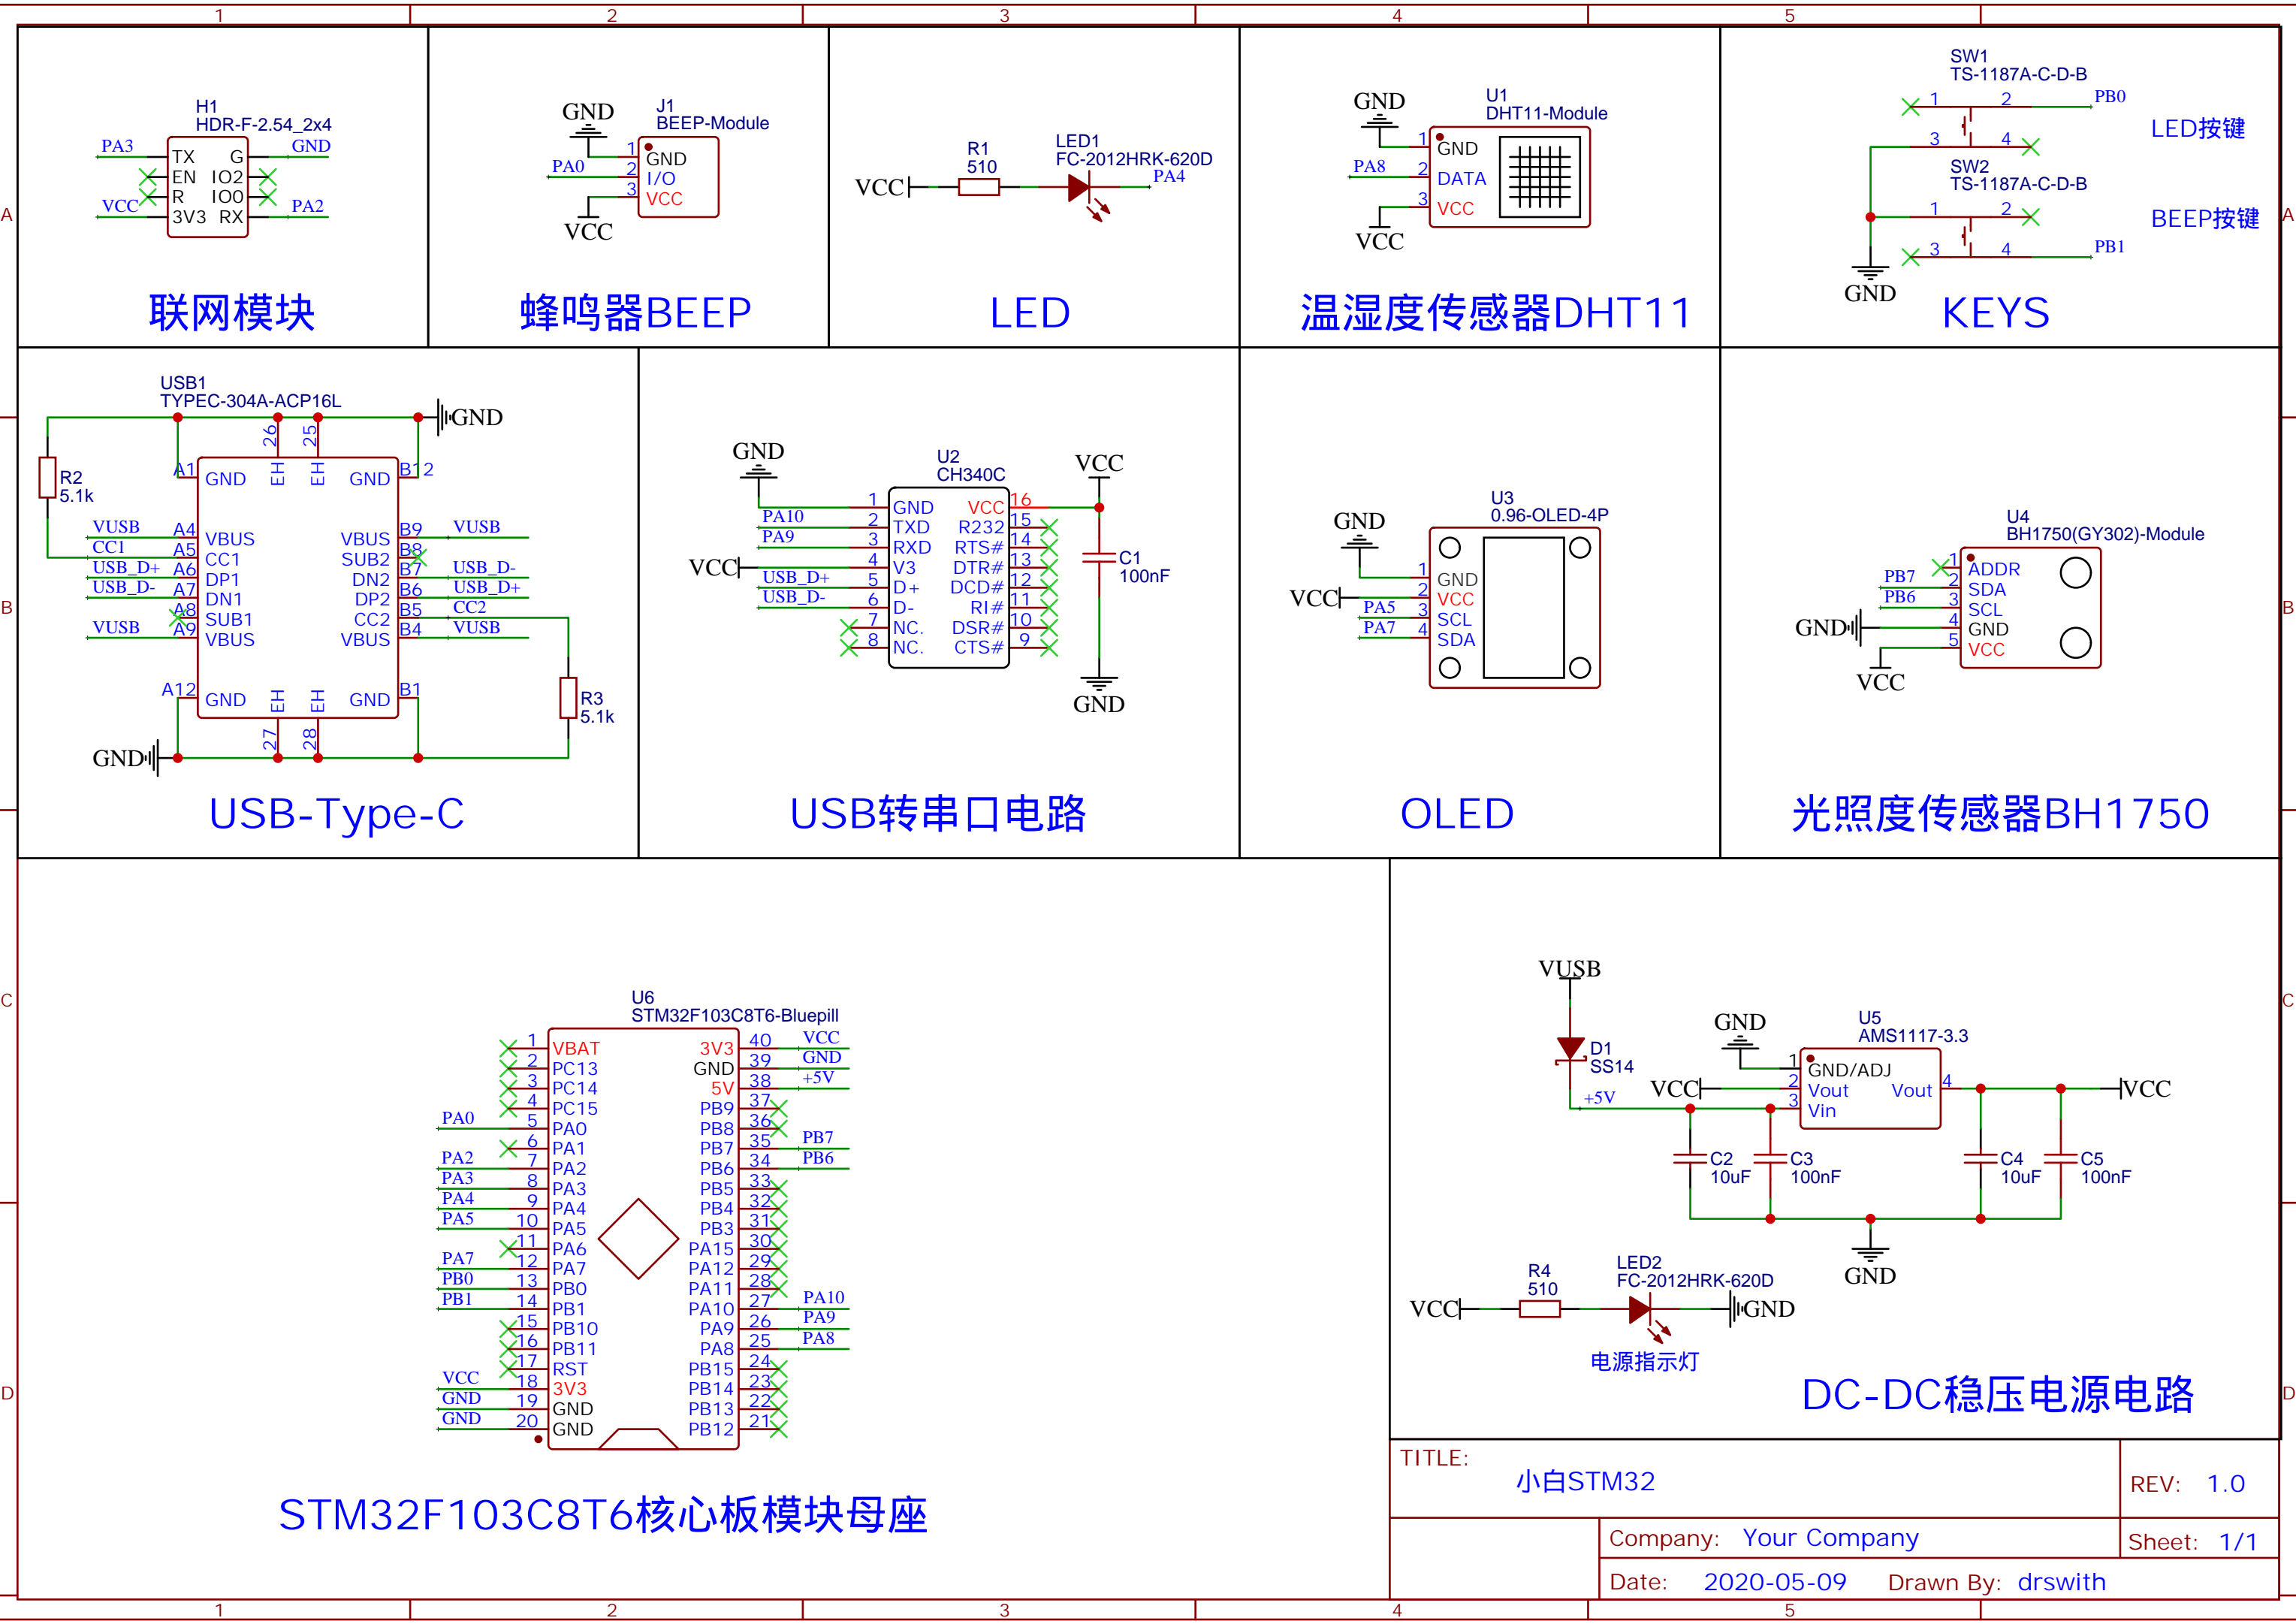 1 2 3 4 5
A
B
C
D
A
B
C
D
H1
HDR-F-2.54_2x4
PA3 TX G GND
EN IO2
R IO0
VCC 3V3 RX PA2
联网模块
J1
BEEP-Module
GND
1 GND
PA0 2 I/O
3 VCC
VCC
蜂鸣器BEEP
LED1
FC-2012HRK-620D
R1
510
VCC
PA4
LED
U1
DHT11-Module
GND
1 GND
PA8 2 DATA
3 VCC
VCC
温湿度传感器DHT11
SW1
TS-1187A-C-D-B
1 2 PB0
3 4
LED按键
SW2
TS-1187A-C-D-B
1 2
3 4 PB1
BEEP按键
GND
KEYS
USB1
TYPEC-304A-ACP16L
GND
26 25
EH EH
R2
5.1k
A1 GND GND B12
VUSB A4 VBUS VBUS B9 VUSB
CC1 A5 CC1 SUB2 B8
USB_D+ A6 DP1 DN2 B7 USB_D-
USB_D- A7 DN1 DP2 B6 USB_D+
A8 SUB1 CC2 B5 CC2
VUSB A9 VBUS VBUS B4 VUSB
A12 GND GND B1
EH EH
27 28
R3
5.1k
GND
USB-Type-C
U2
CH340C
GND
VCC
1 GND VCC 16
PA10 2 TXD R232 15
PA9 3 RXD RTS# 14
VCC 4 V3 DTR# 13
USB_D+ 5 D+ DCD# 12
USB_D- 6 D- RI# 11
7 NC. DSR# 10
8 NC. CTS# 9
C1
100nF
GND
USB转串口电路
U3
0.96-OLED-4P
GND
1 GND
VCC 2 VCC
PA5 3 SCL
PA7 4 SDA
OLED
U4
BH1750(GY302)-Module
1 ADDR
PB7 2 SDA
PB6 3 SCL
GND 4 GND
5 VCC
VCC
光照度传感器BH1750
U6
STM32F103C8T6-Bluepill
1 VBAT 3V3 40 VCC
2 PC13 GND 39 GND
3 PC14 5V 38 +5V
4 PC15 PB9 37
PA0 5 PA0 PB8 36
6 PA1 PB7 35 PB7
PA2 7 PA2 PB6 34 PB6
PA3 8 PA3 PB5 33
PA4 9 PA4 PB4 32
PA5 10 PA5 PB3 31
11 PA6 PA15 30
PA7 12 PA7 PA12 29
PB0 13 PB0 PA11 28
PB1 14 PB1 PA10 27 PA10
15 PB10 PA9 26 PA9
16 PB11 PA8 25 PA8
17 RST PB15 24
VCC 18 3V3 PB14 23
GND 19 GND PB13 22
GND 20 GND PB12 21
STM32F103C8T6核心板模块母座
VUSB
D1
SS14
+5V
U5
AMS1117-3.3
GND
1 GND/ADJ
VCC 2 Vout Vout 4 VCC
3 Vin
C2
10uF
C3
100nF
C4
10uF
C5
100nF
GND
R4
510
LED2
FC-2012HRK-620D
VCC GND
电源指示灯
DC-DC稳压电源电路
TITLE:
小白STM32
REV: 1.0
Company: Your Company
Sheet: 1/1
Date: 2020-05-09 Drawn By: drswith
1 2 3 4 5